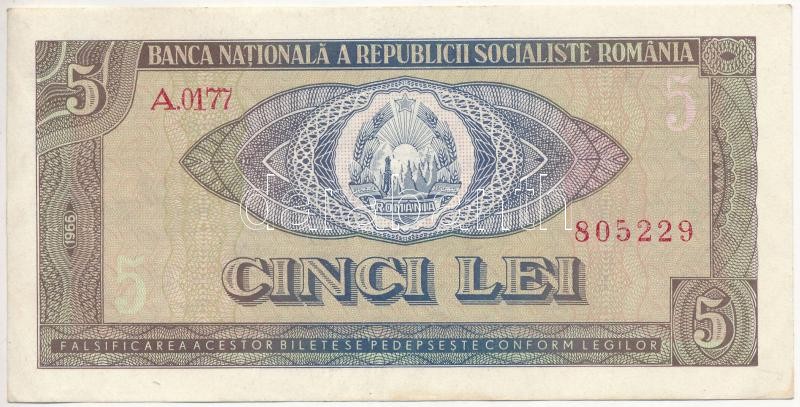 BANCA NAȚIONALĂ A REPUBLICII SOCIALISTE ROMÂNIA
5
A.0177
5
ROMÂNIA
1966
805229
5
CINCI LEI
5
FALSIFICAREA ACESTOR BILETE SE PEDEPSEȘTE CONFORM LEGILOR